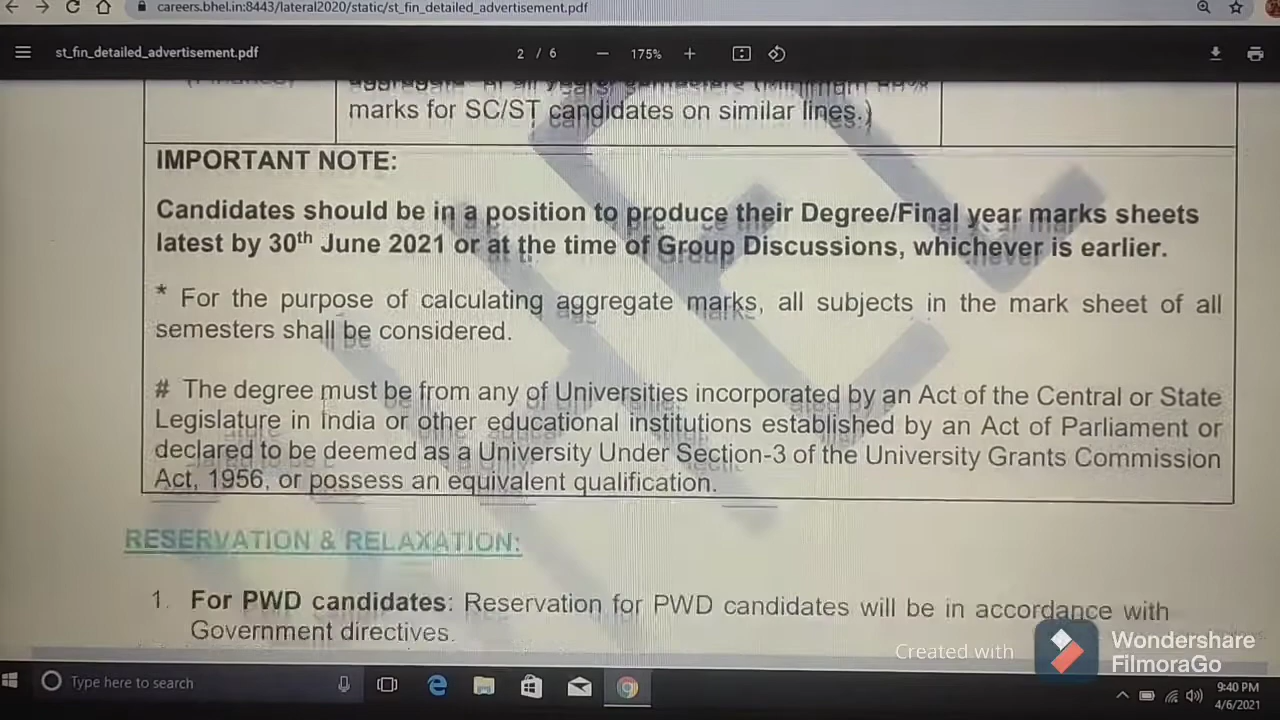 careers.bhel.in:8443/lateral2020/static/st_fin_detailed_advertisement.pdf
st_fin_detailed_advertisement.pdf
2 / 6
175%
marks for SC/ST candidates on similar lines.)
IMPORTANT NOTE:
Candidates should be in a position to produce their Degree/Final year marks sheets
latest by 30th June 2021 or at the time of Group Discussions, whichever is earlier.
* For the purpose of calculating aggregate marks, all subjects in the mark sheet of all
semesters shall be considered.
# The degree must be from any of Universities incorporated by an Act of the Central or State
Legislature in India or other educational institutions established by an Act of Parliament or
declared to be deemed as a University Under Section-3 of the University Grants Commission
Act, 1956, or possess an equivalent qualification.
RESERVATION & RELAXATION:
1. For PWD candidates: Reservation for PWD candidates will be in accordance with
Government directives.
Created with
Wondershare
FilmoraGo
Type here to search
9:40 PM
4/6/2021